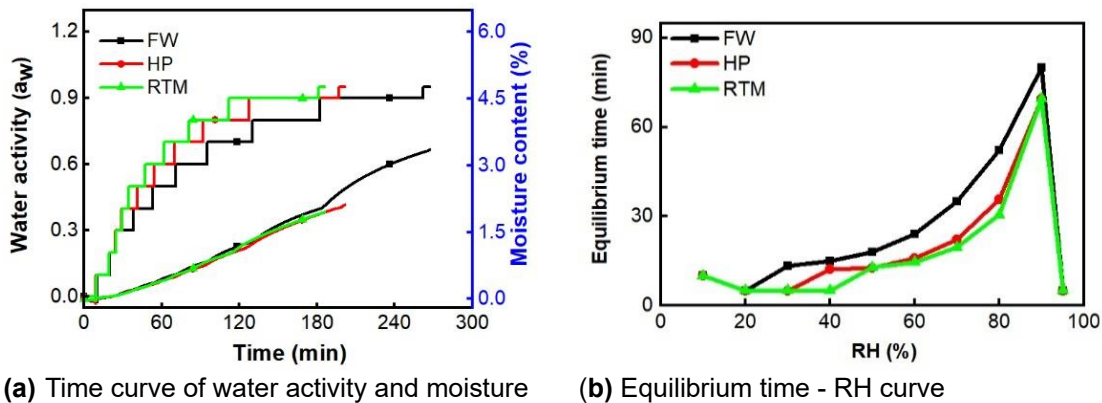 1.2
0.9
0.6
0.3
0.0
Water activity (aw)
FW
HP
RTM
6.0
4.5
3.0
1.5
0.0
Moisture content (%)
0 60 120 180 240 300
Time (min)
(a) Time curve of water activity and moisture
90
60
30
0
Equilibrium time (min)
FW
HP
RTM
0 20 40 60 80 100
RH (%)
(b) Equilibrium time - RH curve